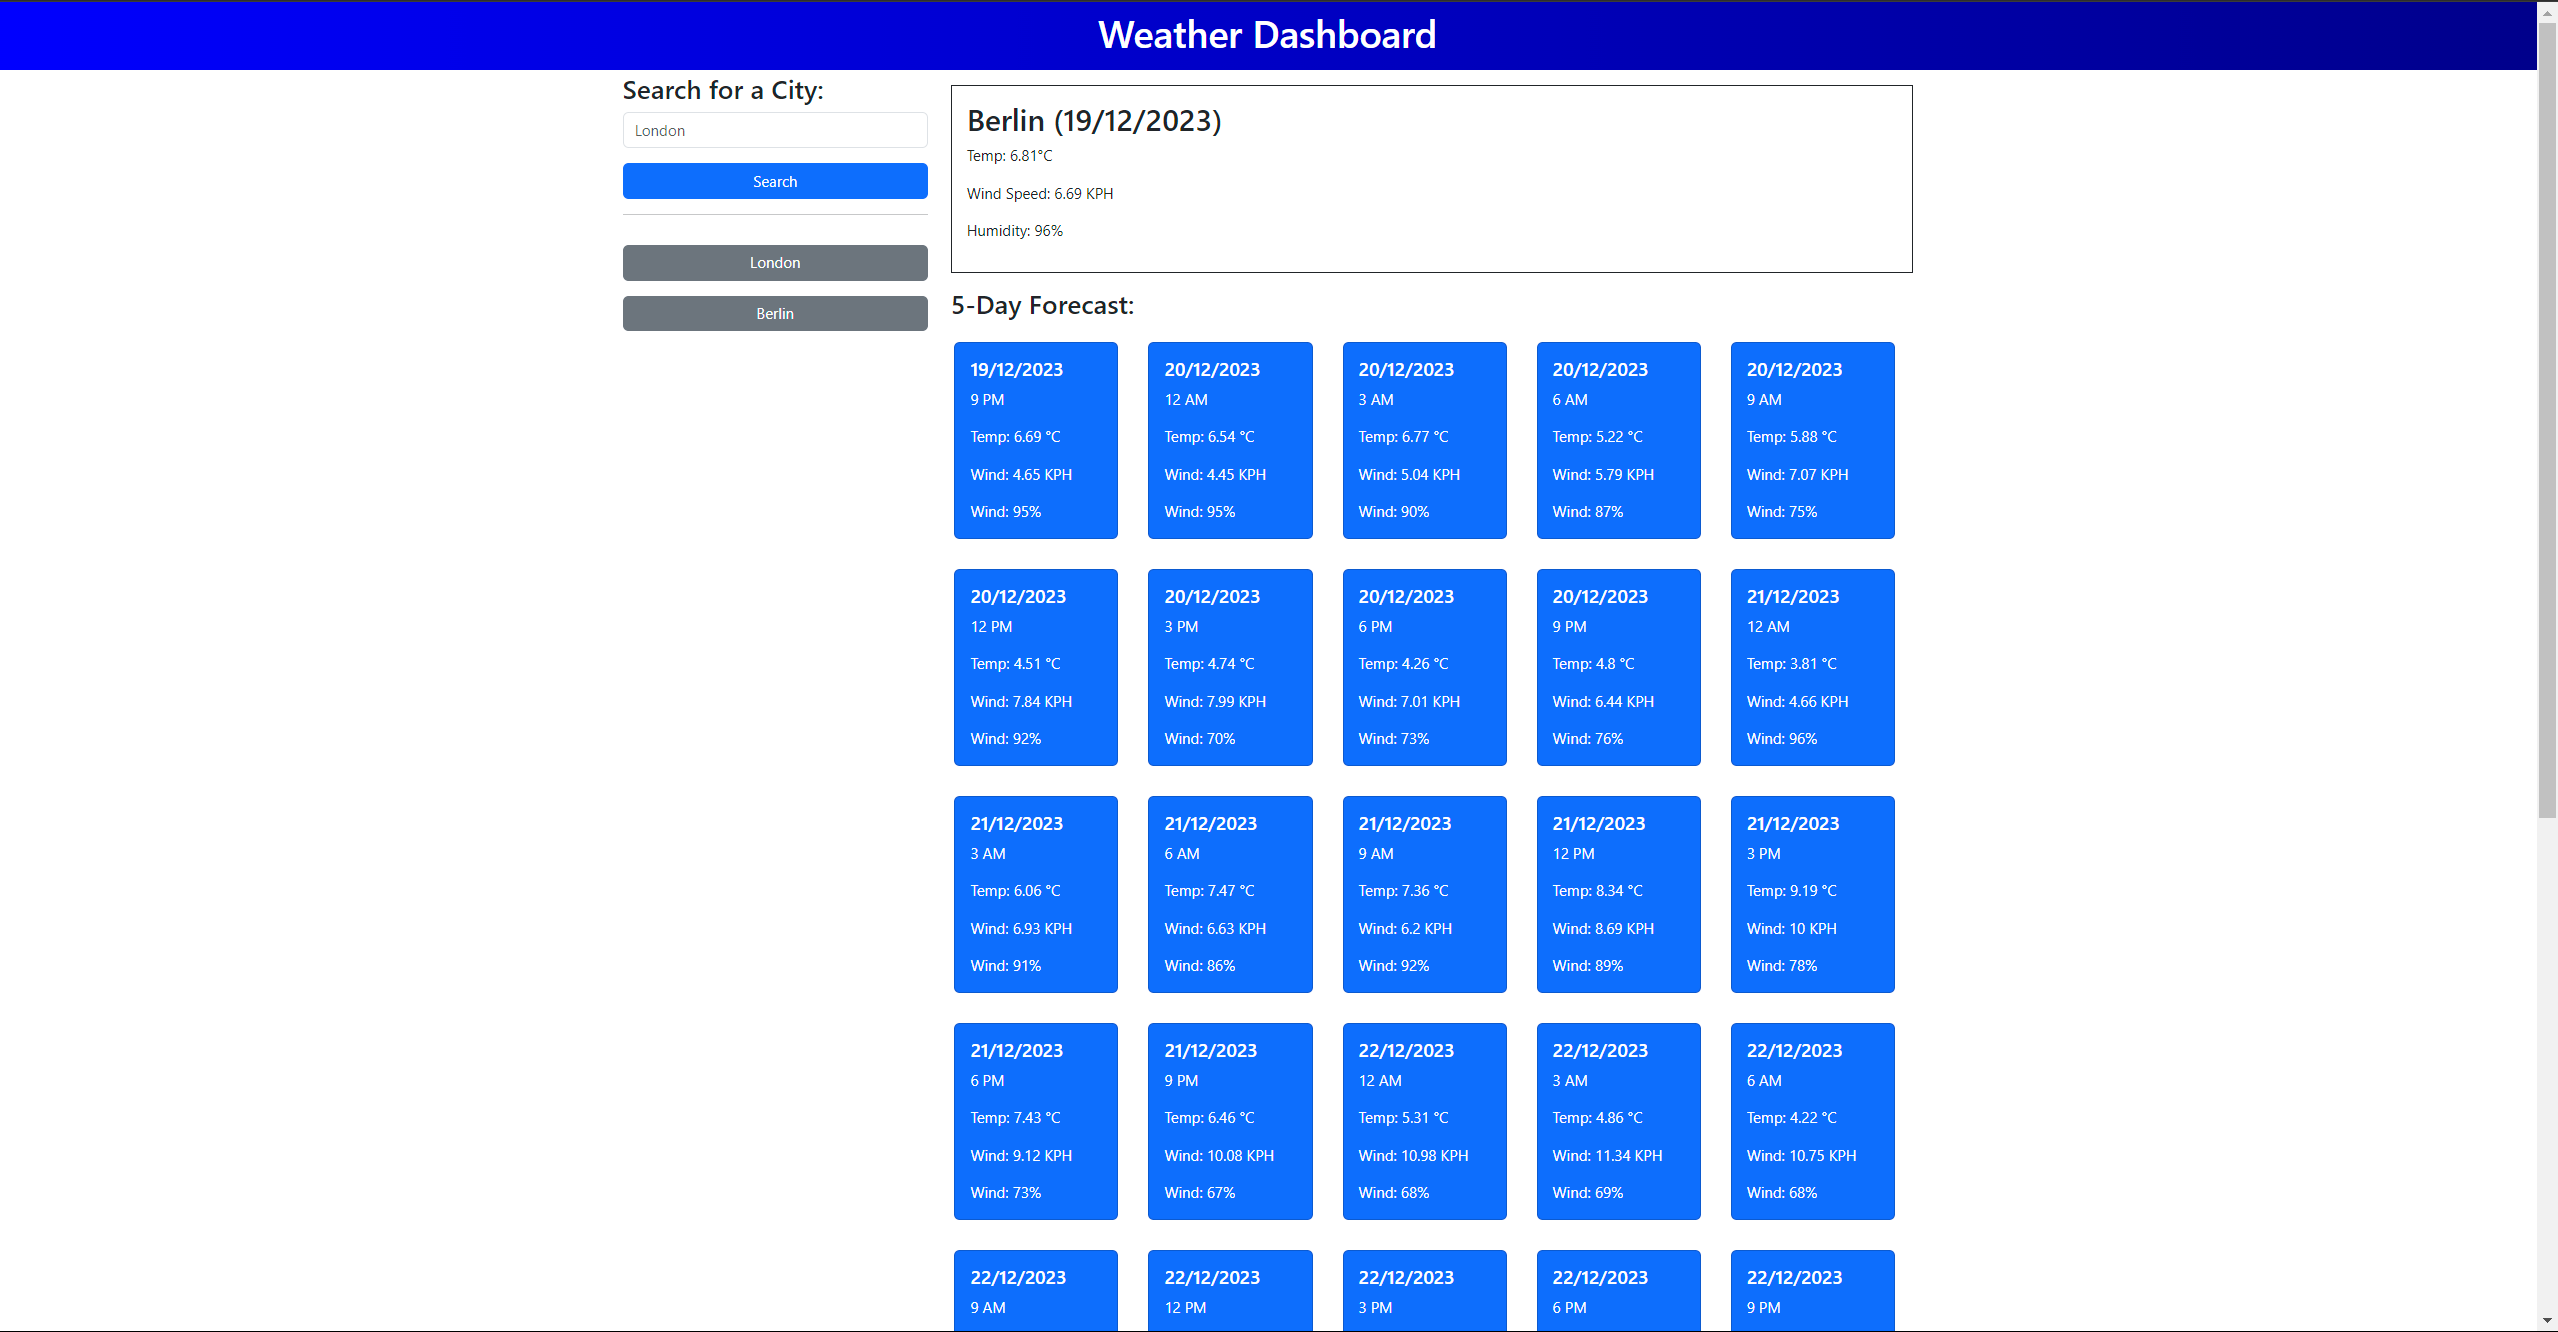 Weather Dashboard
Search for a City:
London
Search
London
Berlin
Berlin (19/12/2023)
Temp: 6.81°C
Wind Speed: 6.69 KPH
Humidity: 96%
5-Day Forecast:
19/12/2023
9 PM
Temp: 6.69 °C
Wind: 4.65 KPH
Wind: 95%
20/12/2023
12 AM
Temp: 6.54 °C
Wind: 4.45 KPH
Wind: 95%
20/12/2023
3 AM
Temp: 6.77 °C
Wind: 5.04 KPH
Wind: 90%
20/12/2023
6 AM
Temp: 5.22 °C
Wind: 5.79 KPH
Wind: 87%
20/12/2023
9 AM
Temp: 5.88 °C
Wind: 7.07 KPH
Wind: 75%
20/12/2023
12 PM
Temp: 4.51 °C
Wind: 7.84 KPH
Wind: 92%
20/12/2023
3 PM
Temp: 4.74 °C
Wind: 7.99 KPH
Wind: 70%
20/12/2023
6 PM
Temp: 4.26 °C
Wind: 7.01 KPH
Wind: 73%
20/12/2023
9 PM
Temp: 4.8 °C
Wind: 6.44 KPH
Wind: 76%
21/12/2023
12 AM
Temp: 3.81 °C
Wind: 4.66 KPH
Wind: 96%
21/12/2023
3 AM
Temp: 6.06 °C
Wind: 6.93 KPH
Wind: 91%
21/12/2023
6 AM
Temp: 7.47 °C
Wind: 6.63 KPH
Wind: 86%
21/12/2023
9 AM
Temp: 7.36 °C
Wind: 6.2 KPH
Wind: 92%
21/12/2023
12 PM
Temp: 8.34 °C
Wind: 8.69 KPH
Wind: 89%
21/12/2023
3 PM
Temp: 9.19 °C
Wind: 10 KPH
Wind: 78%
21/12/2023
6 PM
Temp: 7.43 °C
Wind: 9.12 KPH
Wind: 73%
21/12/2023
9 PM
Temp: 6.46 °C
Wind: 10.08 KPH
Wind: 67%
22/12/2023
12 AM
Temp: 5.31 °C
Wind: 10.98 KPH
Wind: 68%
22/12/2023
3 AM
Temp: 4.86 °C
Wind: 11.34 KPH
Wind: 69%
22/12/2023
6 AM
Temp: 4.22 °C
Wind: 10.75 KPH
Wind: 68%
22/12/2023
9 AM
22/12/2023
12 PM
22/12/2023
3 PM
22/12/2023
6 PM
22/12/2023
9 PM